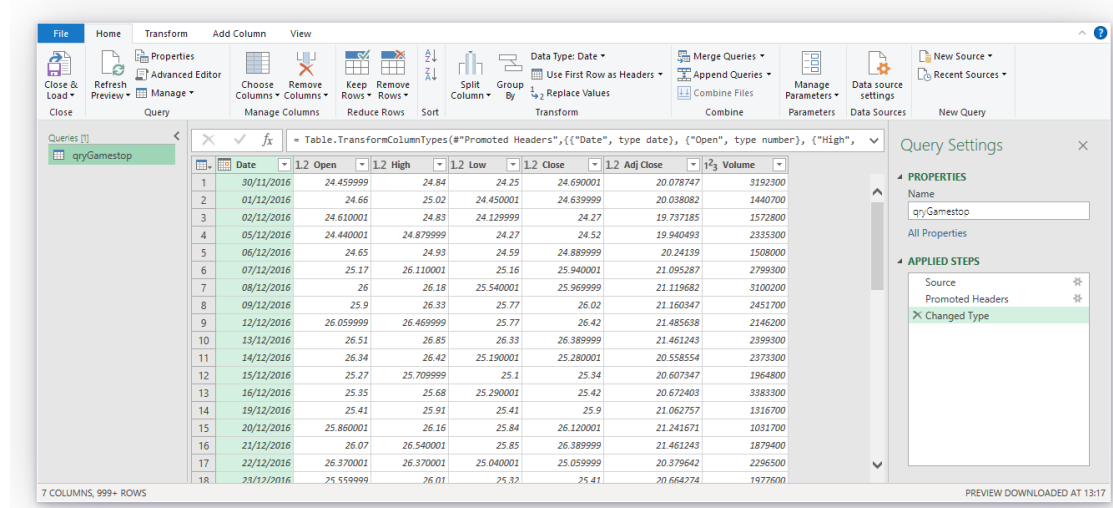 File Home Transform Add Column View
Close & Load
Refresh Preview
Properties
Advanced Editor
Manage
Choose Columns
Remove Columns
Keep Rows
Remove Rows
Split Column
Group By
Data Type: Date
Use First Row as Headers
1 2 Replace Values
Merge Queries
Append Queries
Combine Files
Manage Parameters
Data source settings
New Source
Recent Sources
Close Query Manage Columns Reduce Rows Sort Transform Combine Parameters Data Sources New Query
Queries [1]
qryGamestop
fx = Table.TransformColumnTypes(#"Promoted Headers",{{"Date", type date}, {"Open", type number}, {"High",
Date 1.2 Open 1.2 High 1.2 Low 1.2 Close 1.2 Adj Close 123 Volume
1 30/11/2016 24.459999 24.84 24.25 24.690001 20.078747 3192300
2 01/12/2016 24.66 25.02 24.450001 24.639999 20.038082 1440700
3 02/12/2016 24.610001 24.83 24.129999 24.27 19.737185 1572800
4 05/12/2016 24.440001 24.879999 24.27 24.52 19.940493 2335300
5 06/12/2016 24.65 24.93 24.59 24.889999 20.24139 1508000
6 07/12/2016 25.17 26.110001 25.16 25.940001 21.095287 2799300
7 08/12/2016 26 26.18 25.540001 25.969999 21.119682 3100200
8 09/12/2016 25.9 26.33 25.77 26.02 21.160347 2451700
9 12/12/2016 26.059999 26.469999 25.77 26.42 21.485638 2146200
10 13/12/2016 26.51 26.85 26.33 26.389999 21.461243 2399300
11 14/12/2016 26.34 26.42 25.190001 25.280001 20.558554 2373300
12 15/12/2016 25.27 25.709999 25.1 25.34 20.607347 1964800
13 16/12/2016 25.35 25.68 25.290001 25.42 20.672403 3383300
14 19/12/2016 25.41 25.91 25.41 25.9 21.062757 1316700
15 20/12/2016 25.860001 26.16 25.84 26.120001 21.241671 1031700
16 21/12/2016 26.07 26.540001 25.85 26.389999 21.461243 1879400
17 22/12/2016 26.370001 26.370001 25.040001 25.059999 20.379642 2296500
18 23/12/2016 25.559999 26.01 25.32 25.41 20.664274 1977600
Query Settings
PROPERTIES
Name
qryGamestop
All Properties
APPLIED STEPS
Source
Promoted Headers
Changed Type
7 COLUMNS, 999+ ROWS
PREVIEW DOWNLOADED AT 13:17